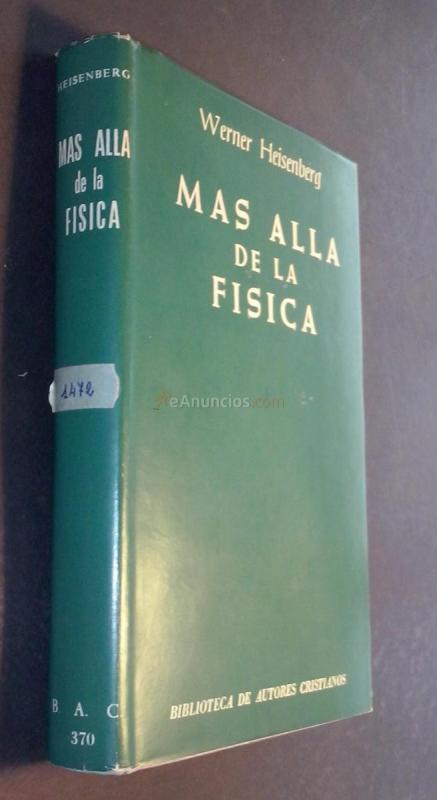 HEISENBERG
MAS ALLA
de la
FISICA
1472
B. A. C.
370
Werner Heisenberg
MAS ALLA
DE LA
FISICA
BIBLIOTECA DE AUTORES CRISTIANOS
eAnuncios.com